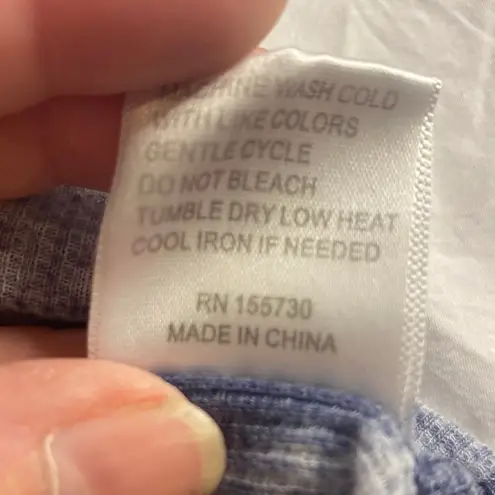 MACHINE WASH COLD
WITH LIKE COLORS
GENTLE CYCLE
DO NOT BLEACH
TUMBLE DRY LOW HEAT
COOL IRON IF NEEDED
RN 155730
MADE IN CHINA